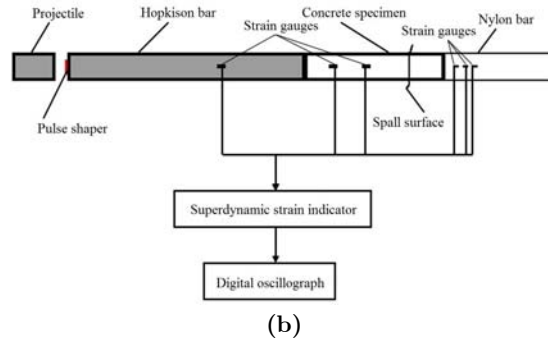 Projectile
Hopkison bar
Concrete specimen
Nylon bar
Strain gauges
Strain gauges
Pulse shaper
Spall surface
Superdynamic strain indicator
Digital oscillograph
(b)